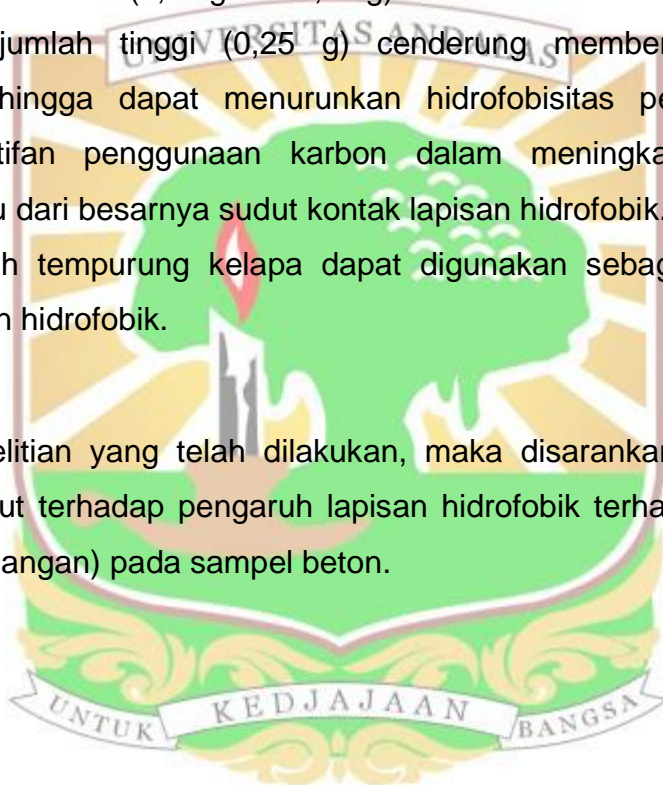 jumlah tinggi (0,25 g) cenderung member
hingga dapat menurunkan hidrofobisitas pe
tifan penggunaan karbon dalam meningka
u dari besarnya sudut kontak lapisan hidrofobik.
h tempurung kelapa dapat digunakan sebag
n hidrofobik.
elitian yang telah dilakukan, maka disarankan
ut terhadap pengaruh lapisan hidrofobik terha
angan) pada sampel beton.
UNIVERSITAS ANDALAS
UNTUK KEDJAJAAN BANGSA